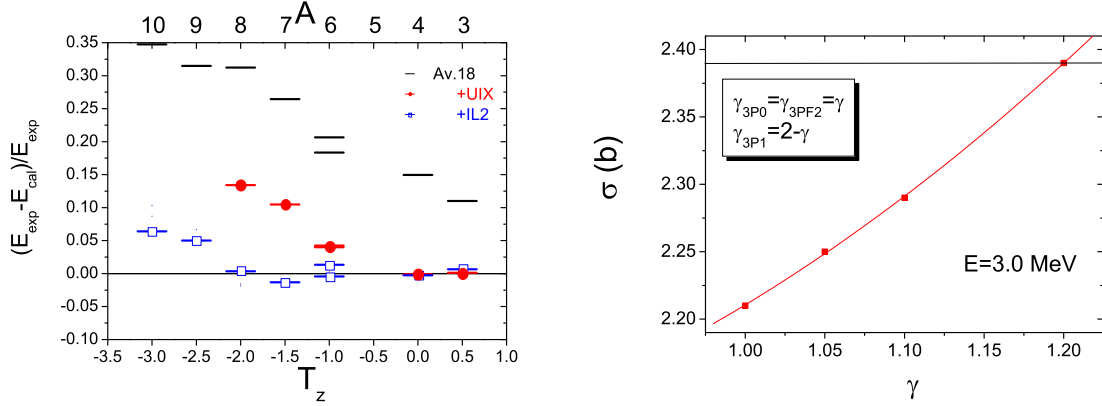 A
10 9 8 7 6 5 4 3
0.35
0.30
0.25
0.20
0.15
0.10
0.05
0.00
-0.05
-0.10
(E_exp-E_cal)/E_exp
Av.18
+UIX
+IL2
-3.5 -3.0 -2.5 -2.0 -1.5 -1.0 -0.5 0.0 0.5 1.0
T_z
2.40
2.35
2.30
2.25
2.20
σ (b)
γ_3P0=γ_3PF2=γ
γ_3P1=2-γ
E=3.0 MeV
1.00 1.05 1.10 1.15 1.20
γ